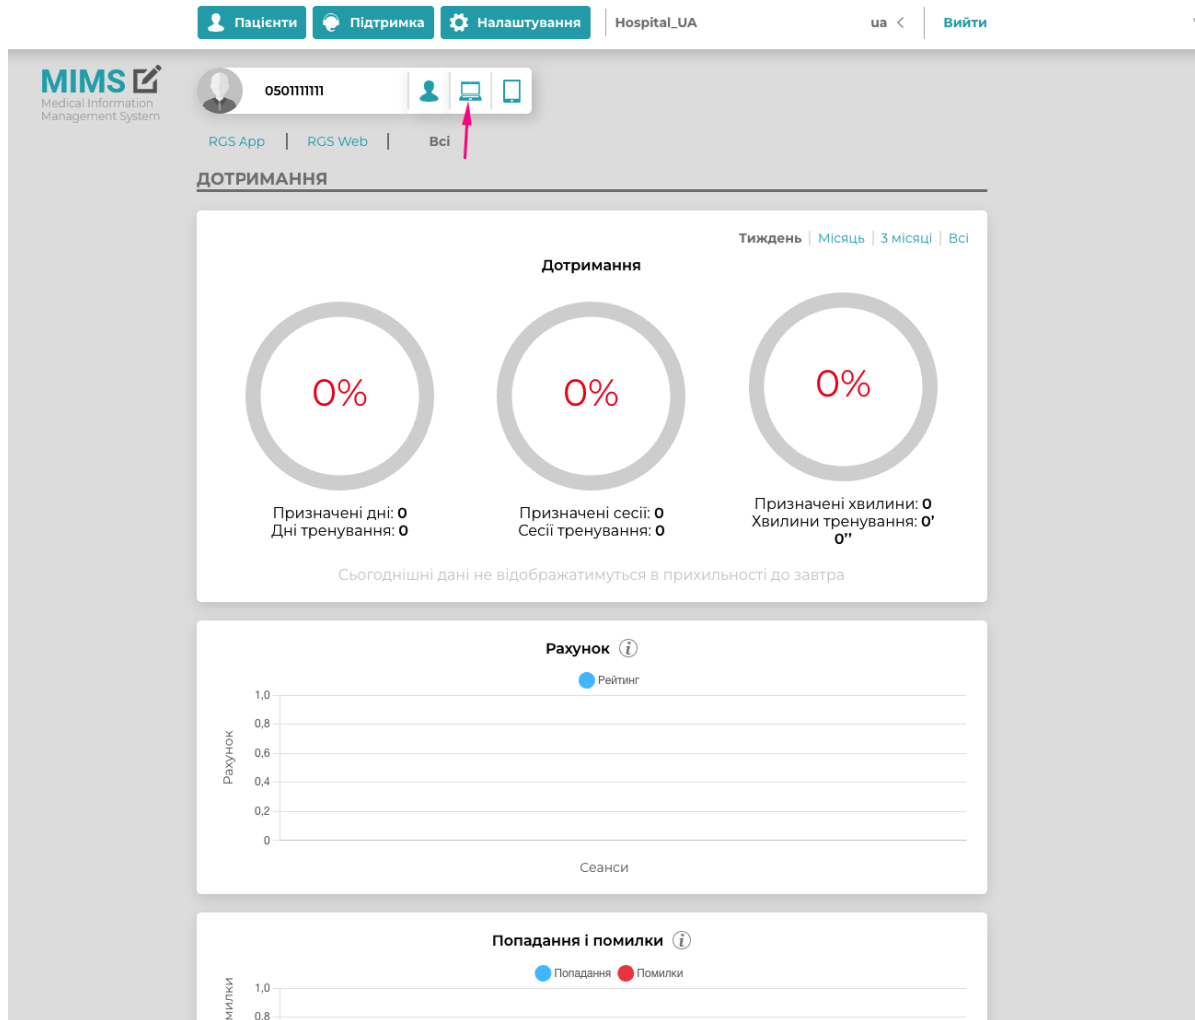 Пацієнти Підтримка Налаштування Hospital_UA ua Вийти
MIMS
Medical Information
Management System
0501111111
RGS App | RGS Web | Всі
ДОТРИМАННЯ
Тиждень | Місяць | 3 місяці | Всі
Дотримання
0% 0% 0%
Призначені дні: 0
Дні тренування: 0
Призначені сесії: 0
Сесії тренування: 0
Призначені хвилини: 0
Хвилини тренування: 0'
0''
Сьогоднішні дані не відображатимуться в прихильності до завтра
Рахунок i
Рейтинг
Рахунок
1,0
0,8
0,6
0,4
0,2
0
Сеанси
Попадання і помилки i
Попадання Помилки
1,0
0,8